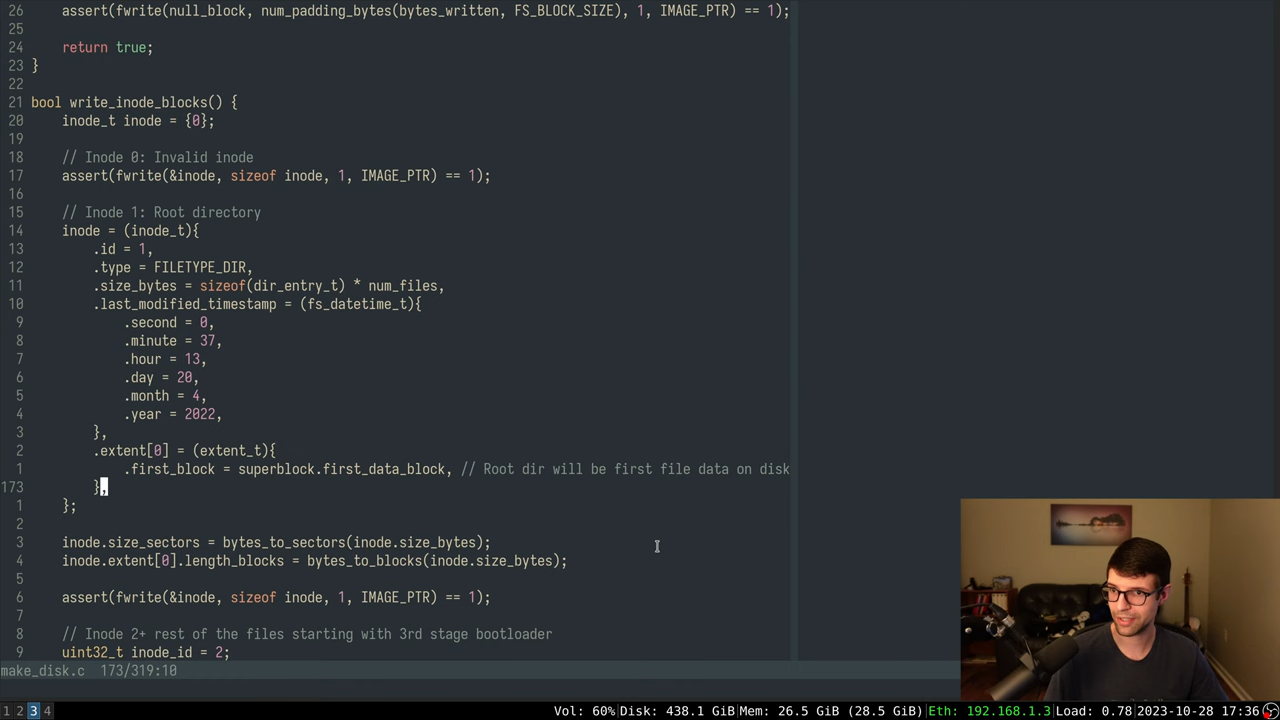 26     assert(fwrite(null_block, num_padding_bytes(bytes_written, FS_BLOCK_SIZE), 1, IMAGE_PTR) == 1);
25
24     return true;
23 }
22
21 bool write_inode_blocks() {
20     inode_t inode = {0};
19
18     // Inode 0: Invalid inode
17     assert(fwrite(&inode, sizeof inode, 1, IMAGE_PTR) == 1);
16
15     // Inode 1: Root directory
14     inode = (inode_t){
13         .id = 1,
12         .type = FILETYPE_DIR,
11         .size_bytes = sizeof(dir_entry_t) * num_files,
10         .last_modified_timestamp = (fs_datetime_t){
9             .second = 0,
8             .minute = 37,
7             .hour = 13,
6             .day = 20,
5             .month = 4,
4             .year = 2022,
3         },
2         .extent[0] = (extent_t){
1             .first_block = superblock.first_data_block, // Root dir will be first file data on disk
173         },
1     };
2
3     inode.size_sectors = bytes_to_sectors(inode.size_bytes);
4     inode.extent[0].length_blocks = bytes_to_blocks(inode.size_bytes);
5
6     assert(fwrite(&inode, sizeof inode, 1, IMAGE_PTR) == 1);
7
8     // Inode 2+ rest of the files starting with 3rd stage bootloader
9     uint32_t inode_id = 2;
make_disk.c  173/319:10
1 2 3 4 Vol: 60% Disk: 438.1 GiB Mem: 26.5 GiB (28.5 GiB) Eth: 192.168.1.3 Load: 0.78 2023-10-28 17:36